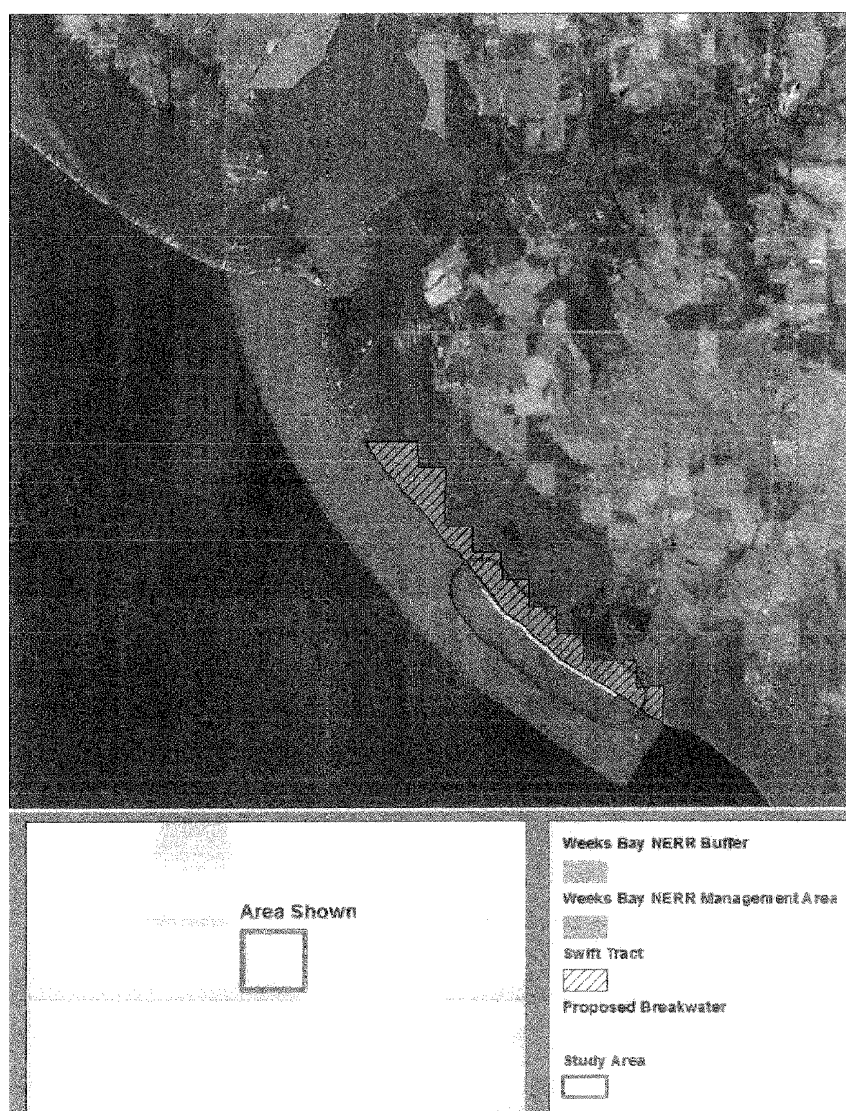 Area Shown
Weeks Bay NERR Buffer
Weeks Bay NERR Management Area
Swift Tract
Proposed Breakwater
Study Area